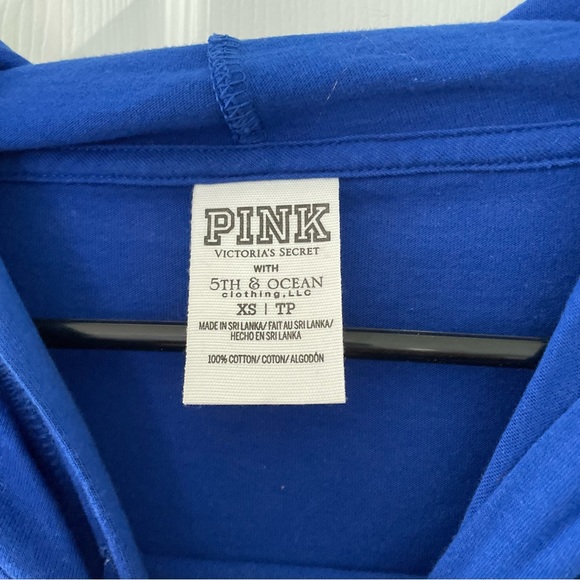 PINK
VICTORIA'S SECRET
WITH
5TH & OCEAN
clothing, LLC
XS | TP
MADE IN SRI LANKA/ FAIT AU SRI LANKA/
HECHO EN SRI LANKA
100% COTTON/ COTON/ ALGODÓN